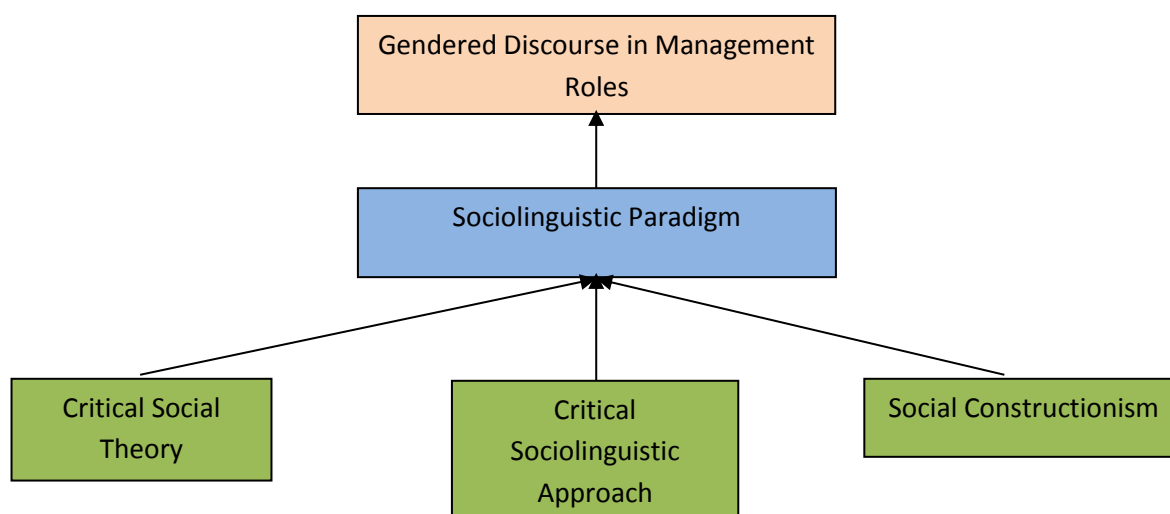 Gendered Discourse in Management
Roles
Sociolinguistic Paradigm
Critical Social
Theory
Critical
Sociolinguistic
Approach
Social Constructionism